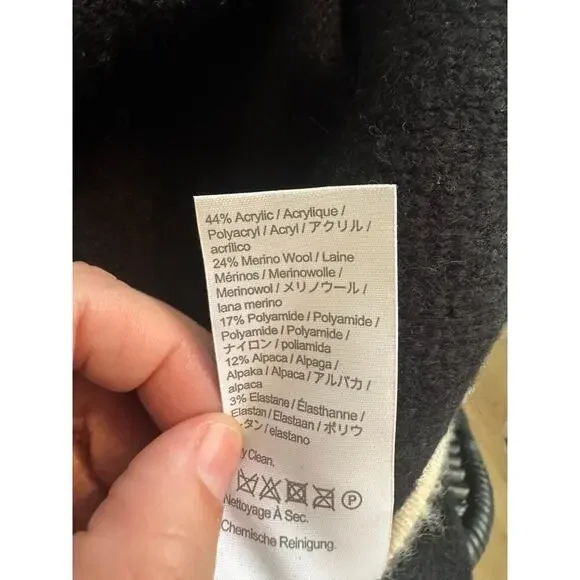 44% Acrylic / Acrylique /
Polyacryl / Acryl / アクリル /
acrílico
24% Merino Wool / Laine
Mérinos / Merinowolle /
Merinowol / メリノウール /
lana merino
17% Polyamide / Polyamide /
Polyamide / Polyamide /
ナイロン / poliamida
12% Alpaca / Alpaga /
Alpaka / Alpaca / アルパカ /
alpaca
3% Elastane / Élasthanne /
Elastan / Elastaan / ポリウ
タン / elastano
Clean.
P
Nettoyage À Sec.
Chemische Reinigung.